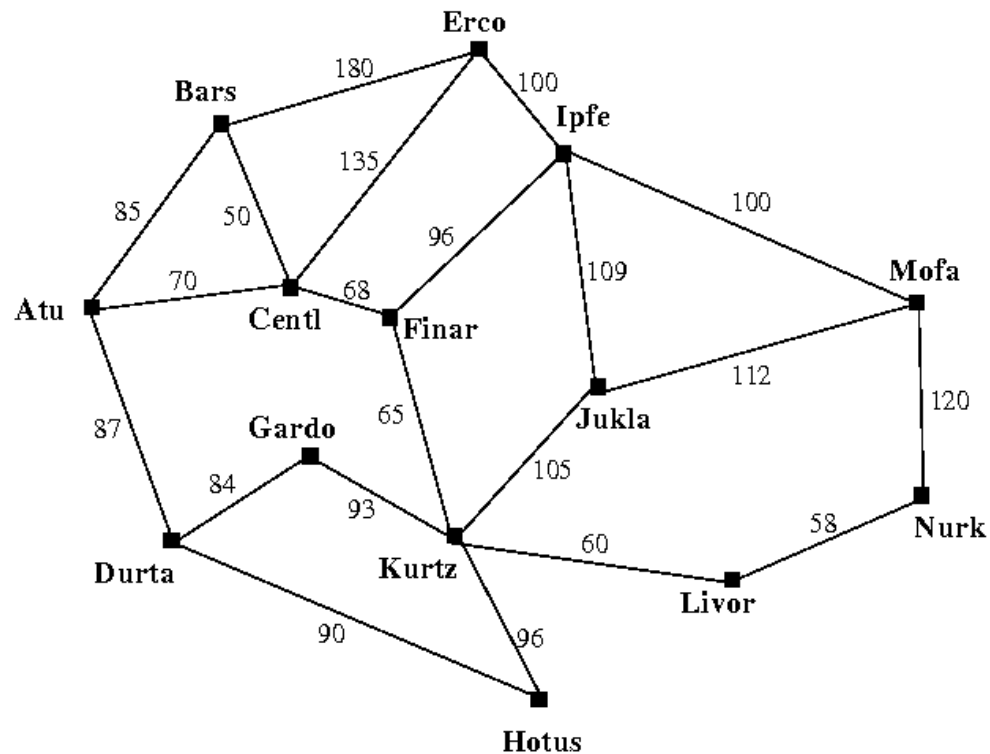 Erco
180
100
Bars
Ipfe
135
100
85
50
96
109
Mofa
70
68
Atu
Centl
Finar
112
120
65
Jukla
87
Gardo
105
84
93
58
Nurk
60
Durta
Kurtz
Livor
90
96
Hotus